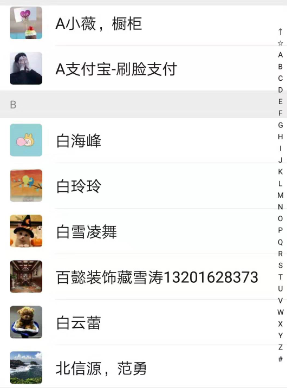 A小薇，橱柜
A支付宝-刷脸支付
B
白海峰
白玲玲
白雪凌舞
百懿装饰藏雪涛13201628373
白云蕾
北信源，范勇
↑
☆
A
B
C
D
E
F
G
H
I
J
K
L
M
N
O
P
Q
R
S
T
U
V
W
X
Y
Z
#